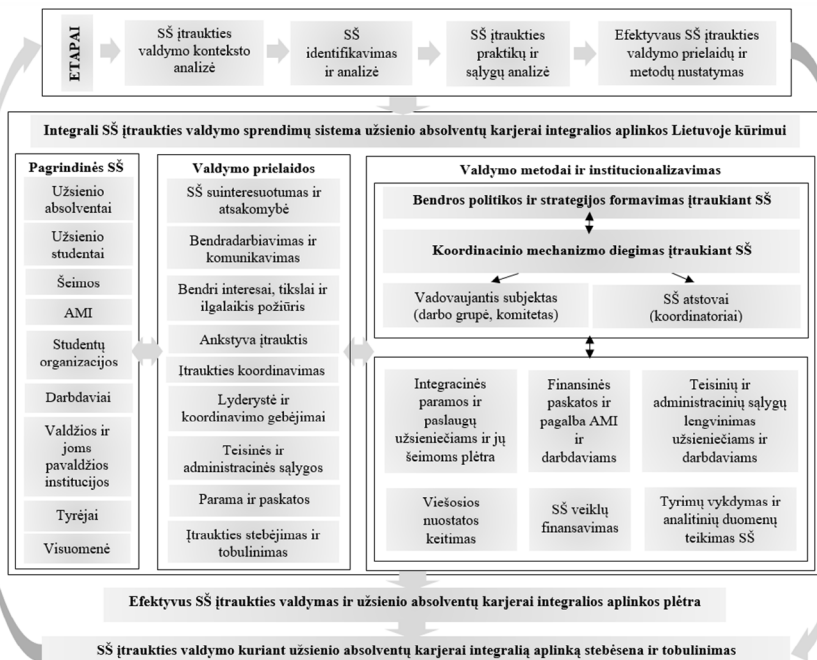 ETAPAI
SŠ įtraukties
valdymo konteksto
analizė
SŠ
identifikavimas
ir analizė
SŠ įtraukties
praktikų ir
sąlygų analizė
Efektyvaus SŠ įtraukties
valdymo prielaidų ir
metodų nustatymas
Integrali SŠ įtraukties valdymo sprendimų sistema užsienio absolventų karjerai integralios aplinkos Lietuvoje kūrimui
Pagrindinės SŠ
Užsienio
absolventai
Užsienio
studentai
Šeimos
AMI
Studentų
organizacijos
Darbdaviai
Valdžios ir
joms
pavaldžios
institucijos
Tyrėjai
Visuomenė
Valdymo prielaidos
SŠ suinteresuotumas ir
atsakomybė
Bendradarbiavimas ir
komunikavimas
Bendri interesai, tikslai ir
ilgalaikis požiūris
Ankstyva įtrauktis
Itraukties koordinavimas
Lyderystė ir
koordinavimo gebėjimai
Teisinės ir
administracinės sąlygos
Parama ir paskatos
Įtraukties stebėjimas ir
tobulinimas
Valdymo metodai ir institucionalizavimas
Bendros politikos ir strategijos formavimas įtraukiant SŠ
Koordinacinio mechanizmo diegimas įtraukiant SŠ
Vadovaujantis subjektas
(darbo grupė, komitetas)
SŠ atstovai
(koordinatoriai)
Integracinės
paramos ir
paslaugų
užsieniečiams ir jų
šeimoms plėtra
Finansinės
paskatos ir
pagalba AMI
ir
darbdaviams
Teisinių ir
administracinių sąlygų
lengvinimas
užsieniečiams ir
darbdaviams
Viešosios
nuostatos
keitimas
SŠ veiklų
finansavimas
Tyrimų vykdymas ir
analitinių duomenų
teikimas SŠ
Efektyvus SŠ įtraukties valdymas ir užsienio absolventų karjerai integralios aplinkos plėtra
SŠ įtraukties valdymo kuriant užsienio absolventų karjerai integralią aplinką stebėsena ir tobulinimas